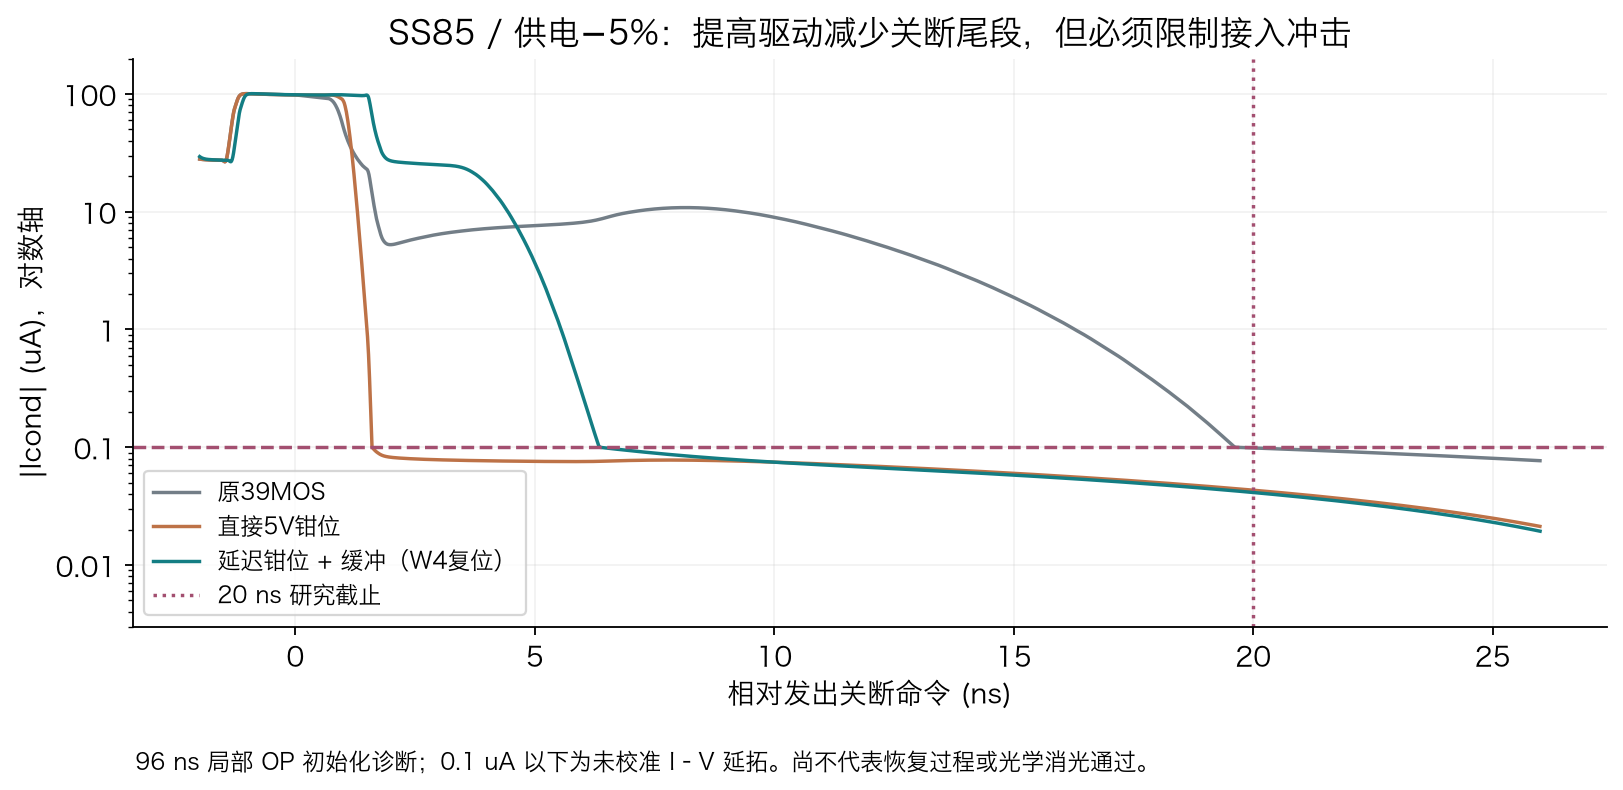 SS85 / 供电−5%：提高驱动减少关断尾段，但必须限制接入冲击
|Icond| (uA)，对数轴
100
10
1
0.1
0.01
原39MOS
直接5V钳位
延迟钳位 + 缓冲（W4复位）
20 ns 研究截止
0
5
10
15
20
25
相对发出关断命令 (ns)
96 ns 局部 OP 初始化诊断；0.1 uA 以下为未校准 I - V 延拓。尚不代表恢复过程或光学消光通过。